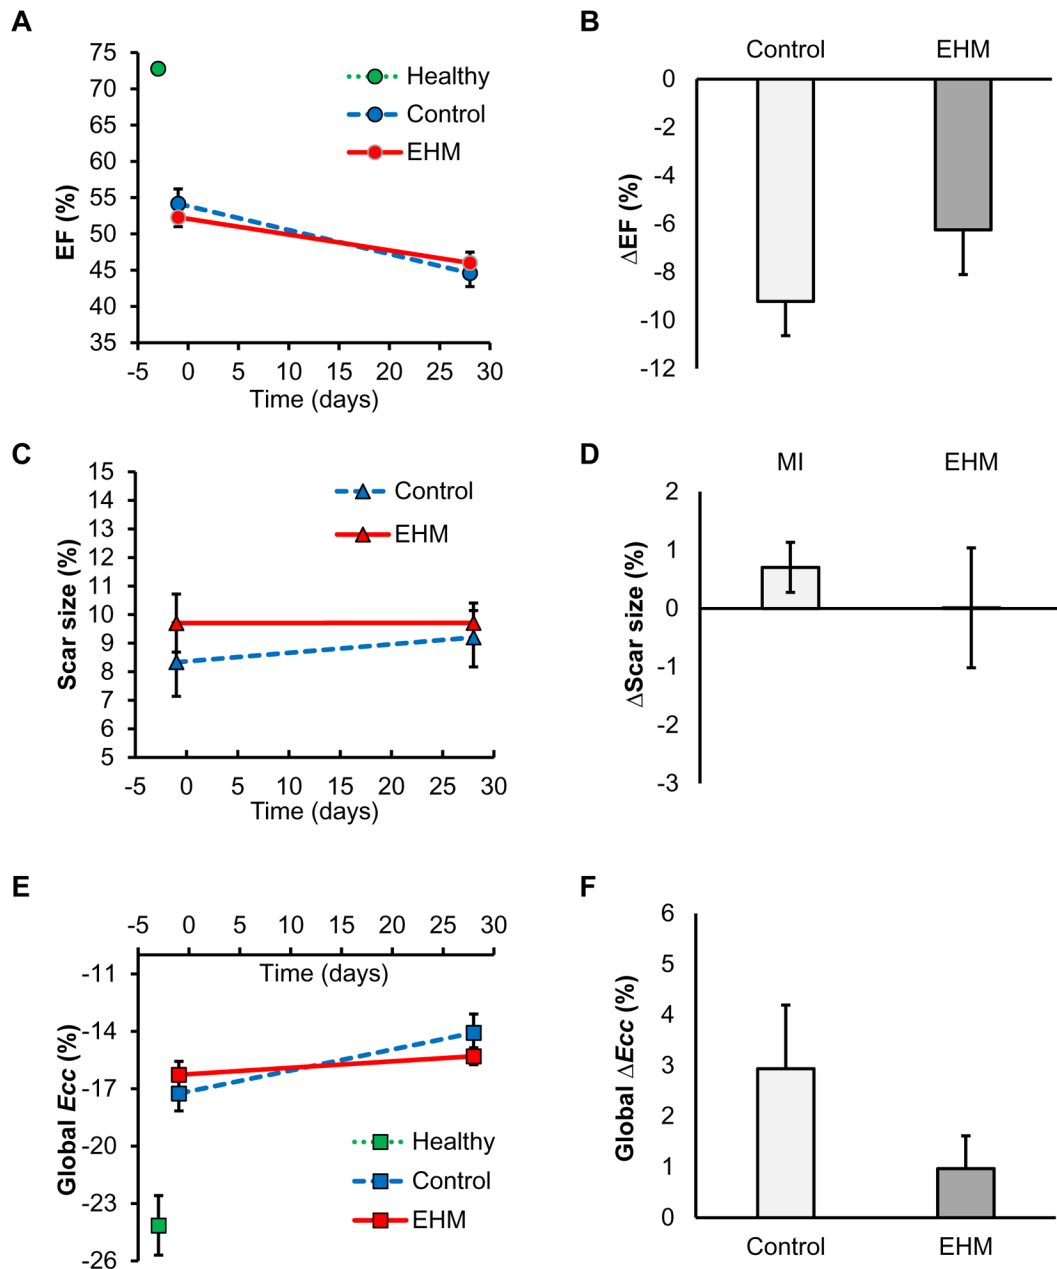 A
75
70
65
60
55
50
45
40
35
EF (%)
-5 0 5 10 15 20 25 30
Time (days)
Healthy
Control
EHM
B
Control EHM
0
-2
-4
-6
-8
-10
-12
ΔEF (%)
C
15
14
13
12
11
10
9
8
7
6
5
Scar size (%)
-5 0 5 10 15 20 25 30
Time (days)
Control
EHM
D
MI EHM
2
1
0
-1
-2
-3
ΔScar size (%)
E
-5 0 5 10 15 20 25 30
Time (days)
-11
-14
-17
-20
-23
-26
Global Ecc (%)
Healthy
Control
EHM
F
6
5
4
3
2
1
0
Global ΔEcc (%)
Control EHM